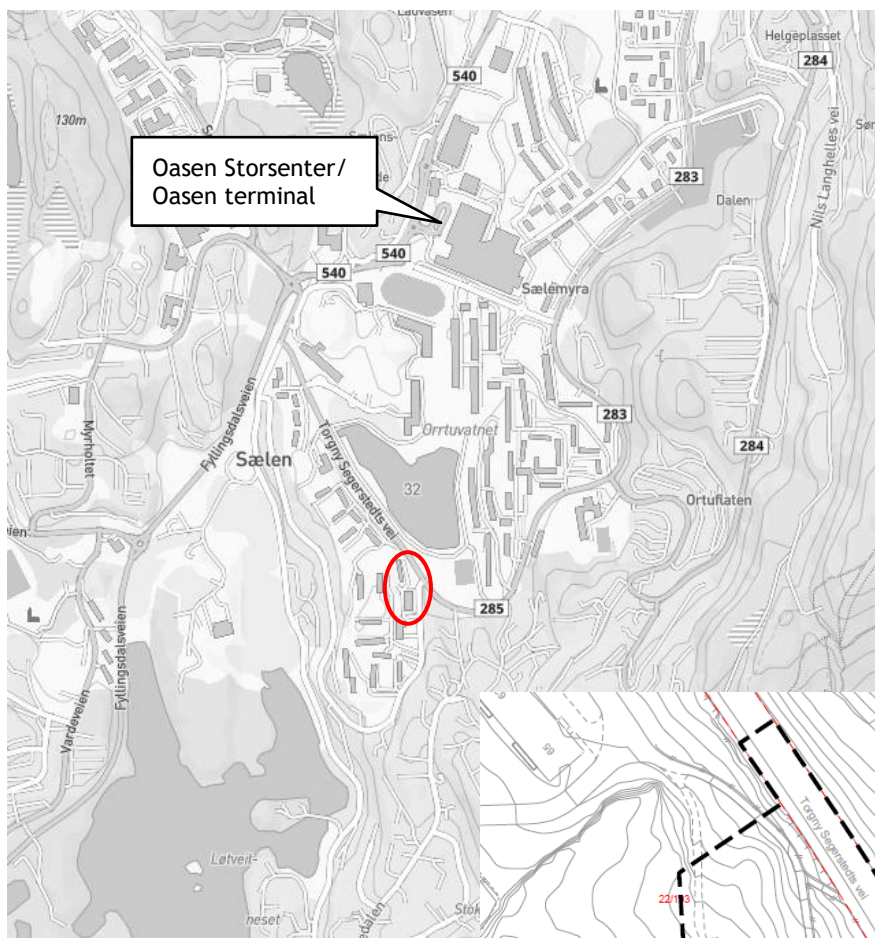 Lauvåsen
Helgeplasset
284
540
130m
Oasen Storsenter/
Oasen terminal
283
Dalen
Nils Langhelles vei
540
540
Sælemyra
Fyllingsdalsveien
Myrholtet
Torgny Segerstedts vei
Orrtuvatnet
283
284
Sælen
32
Ortuflaten
285
Fyllingsdalsveien
Vardeveien
65
Torgny Segerstedts vei
Løtveit-
neset